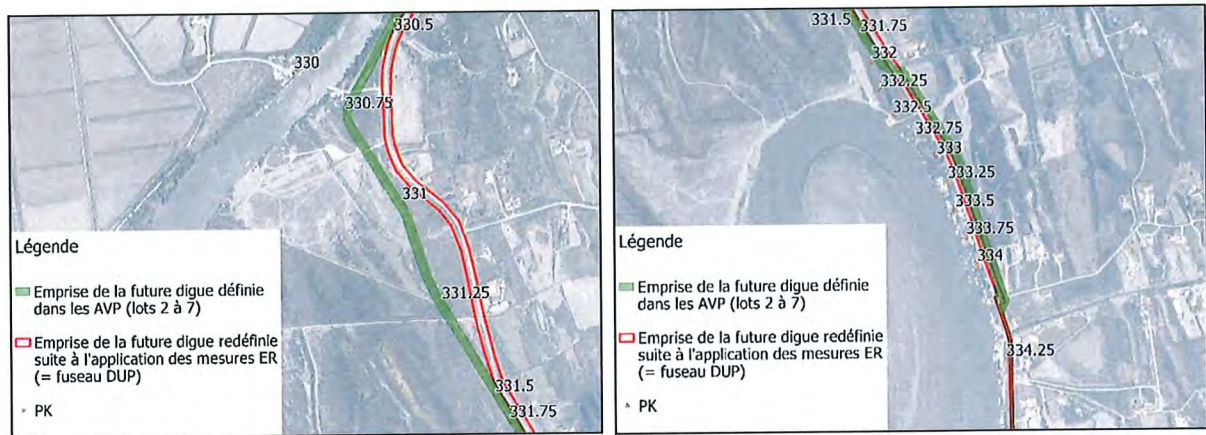 330.5
330
330.75
331
331.25
331.5
331.75
Légende
Emprise de la future digue définie
dans les AVP (lots 2 à 7)
Emprise de la future digue redéfinie
suite à l'application des mesures ER
(= fuseau DUP)
PK
331.5
331.75
332
332.25
332.5
332.75
333
333.25
333.5
333.75
334
334.25
Légende
Emprise de la future digue définie
dans les AVP (lots 2 à 7)
Emprise de la future digue redéfinie
suite à l'application des mesures ER
(= fuseau DUP)
PK